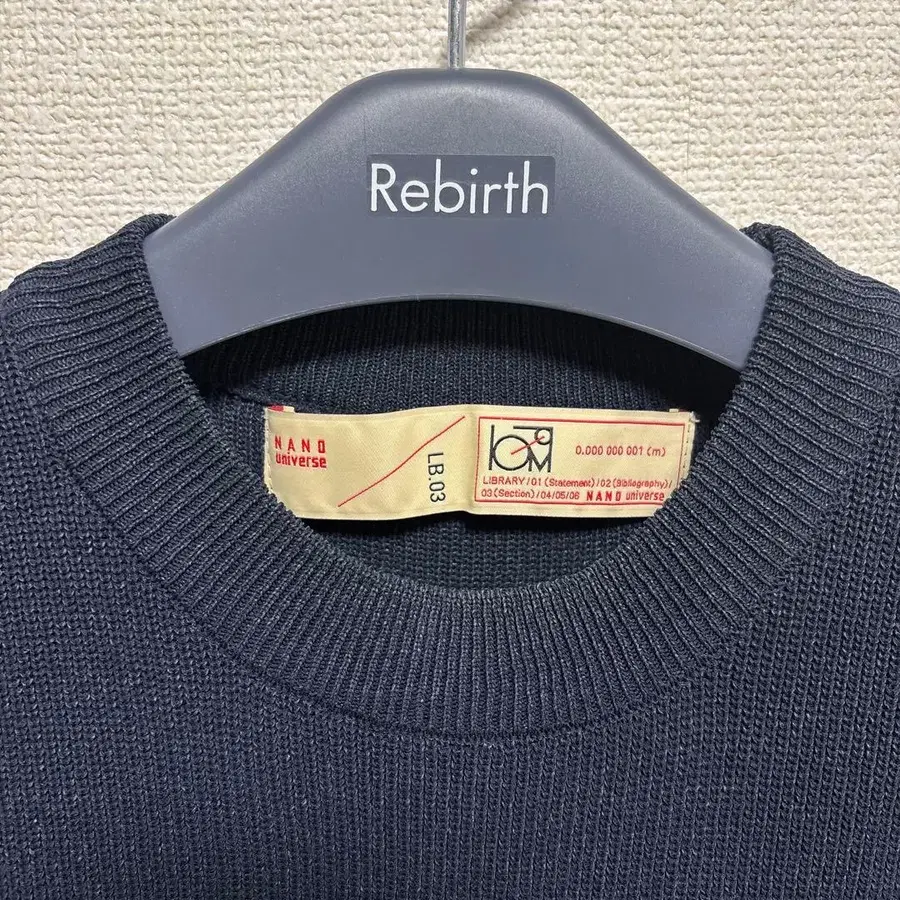 Rebirth
NANO
universe
LB.03
0.000 000 001 (m)
LIBRARY/01 (Statement)/02 (Bibliography)/
03 (Section)/04/05/06 NANO universe